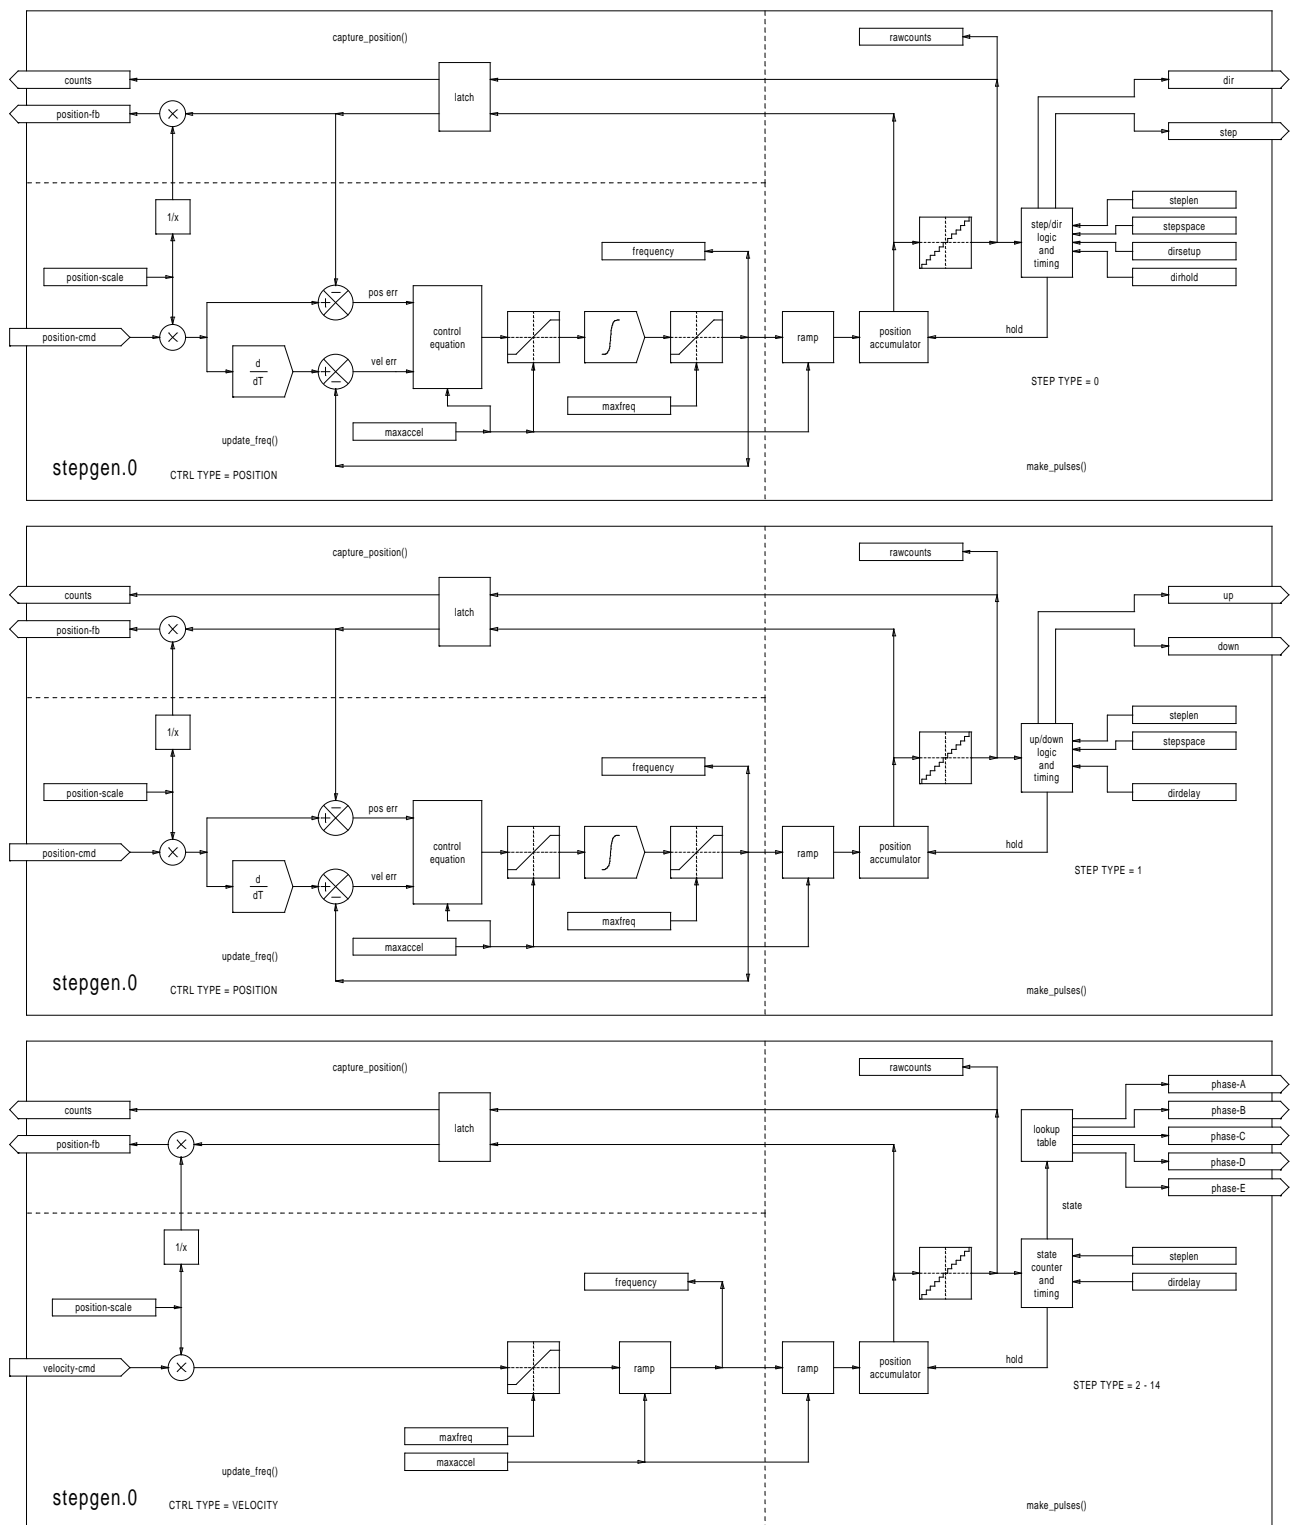 capture_position()
rawcounts
counts
latch
dir
position-fb
step
1/x
steplen
step/dir
logic
and
timing
stepspace
frequency
dirsetup
position-scale
dirhold
pos err
position-cmd
control
equation
ramp
position
accumulator
hold
d
dT
vel err
STEP TYPE = 0
maxfreq
maxaccel
update_freq()
stepgen.0
CTRL TYPE = POSITION
make_pulses()
capture_position()
rawcounts
counts
latch
up
position-fb
down
1/x
steplen
up/down
logic
and
timing
stepspace
frequency
position-scale
dirdelay
pos err
position-cmd
control
equation
ramp
position
accumulator
hold
d
dT
vel err
STEP TYPE = 1
maxfreq
maxaccel
update_freq()
stepgen.0
CTRL TYPE = POSITION
make_pulses()
capture_position()
rawcounts
phase-A
counts
latch
phase-B
lookup
table
phase-C
position-fb
phase-D
phase-E
state
1/x
state
counter
and
timing
steplen
frequency
dirdelay
position-scale
velocity-cmd
ramp
ramp
position
accumulator
hold
STEP TYPE = 2 - 14
maxfreq
maxaccel
update_freq()
stepgen.0
CTRL TYPE = VELOCITY
make_pulses()